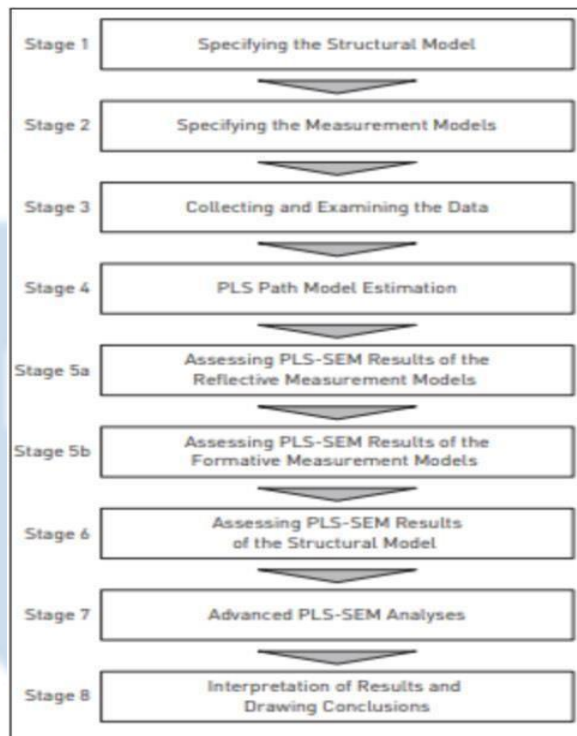 Stage 1 Specifying the Structural Model
Stage 2 Specifying the Measurement Models
Stage 3 Collecting and Examining the Data
Stage 4 PLS Path Model Estimation
Stage 5a Assessing PLS-SEM Results of the
Reflective Measurement Models
Stage 5b Assessing PLS-SEM Results of the
Formative Measurement Models
Stage 6 Assessing PLS-SEM Results
of the Structural Model
Stage 7 Advanced PLS-SEM Analyses
Stage 8 Interpretation of Results and
Drawing Conclusions